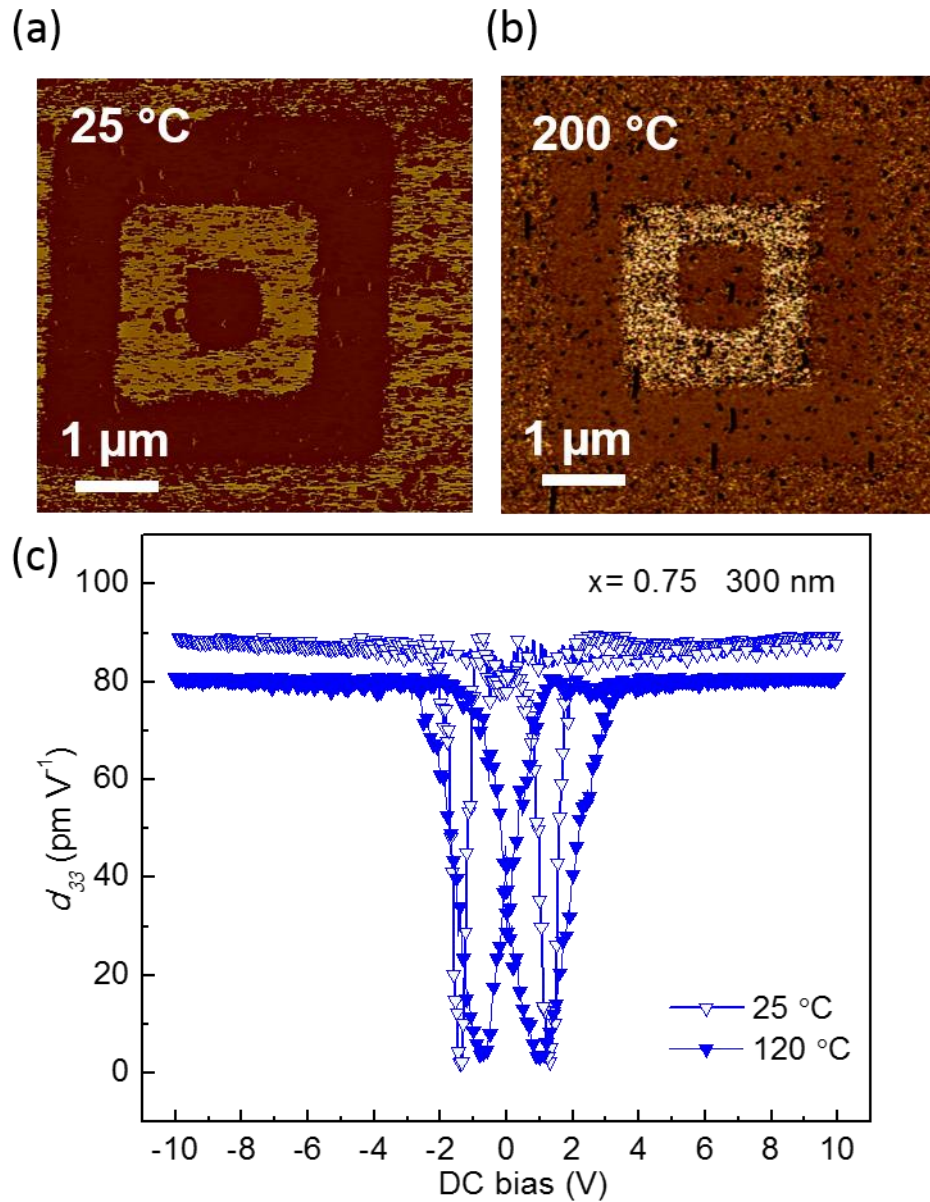 (a)
(b)
25 °C
200 °C
1 µm
1 µm
(c)
x= 0.75 300 nm
100
80
60
40
20
0
d₃₃ (pm V⁻¹)
25 °C
120 °C
-10 -8 -6 -4 -2 0 2 4 6 8 10
DC bias (V)